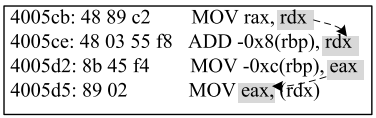 4005cb: 48 89 c2 MOV rax, rdx
4005ce: 48 03 55 f8 ADD -0x8(rbp), rdx
4005d2: 8b 45 f4 MOV -0xc(rbp), eax
4005d5: 89 02 MOV eax, (rdx)